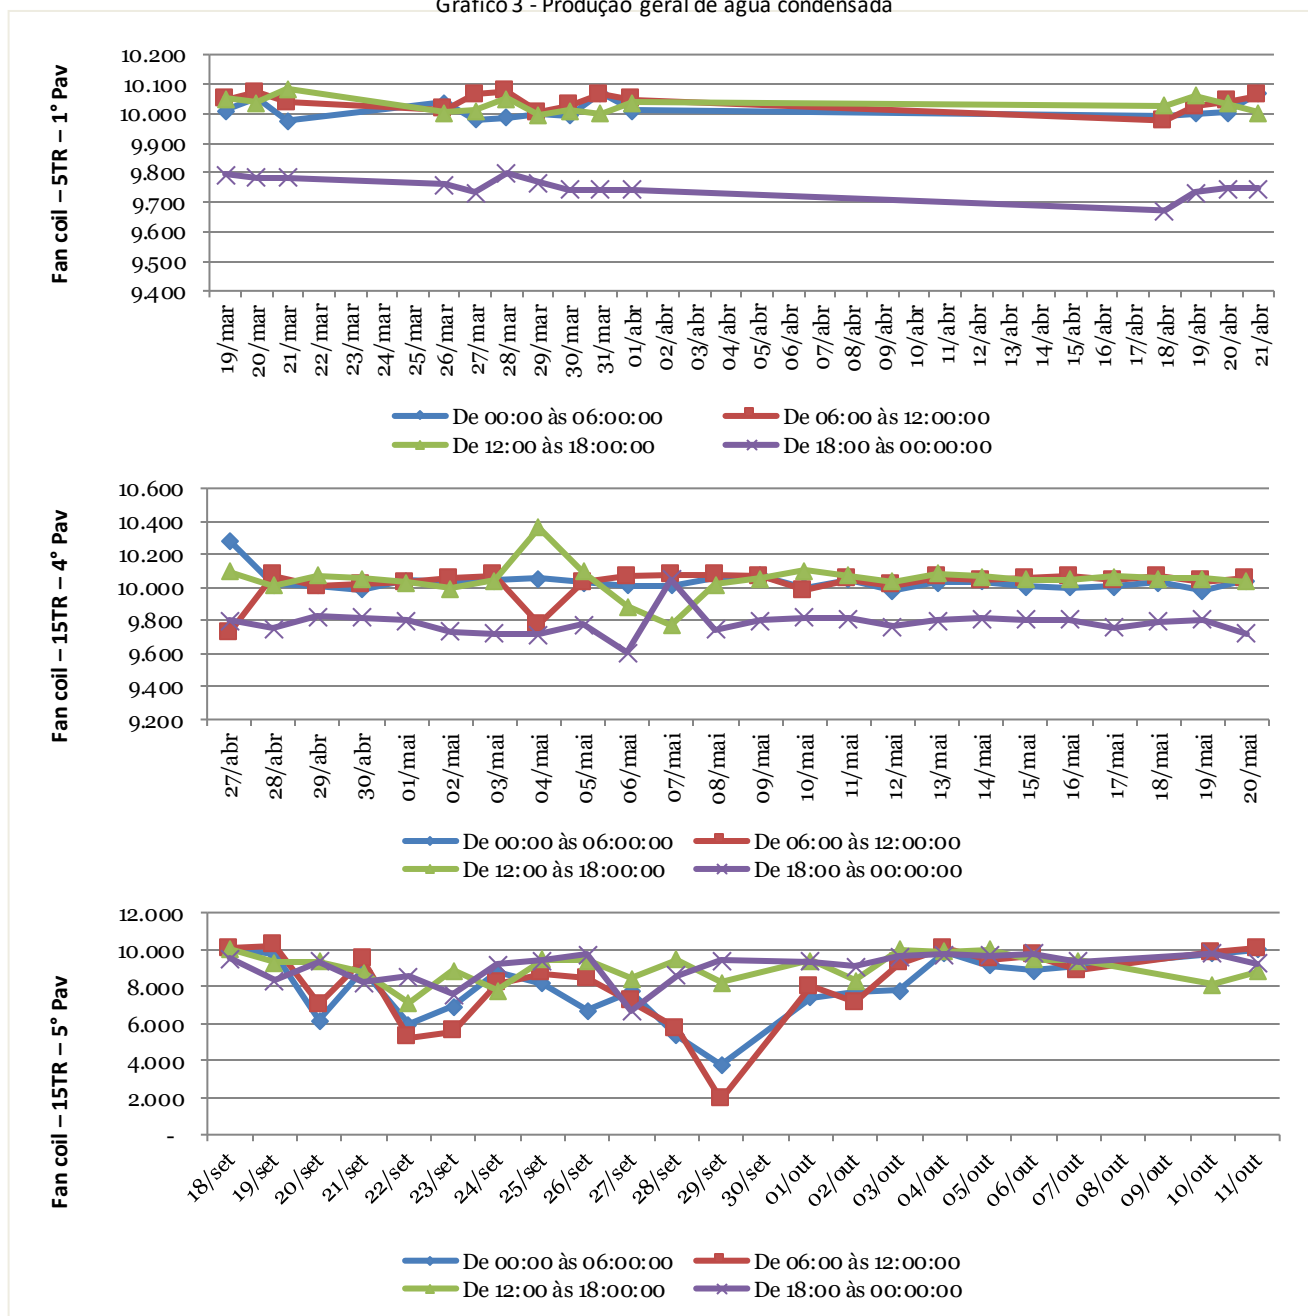 Gráfico 3 - Produção geral de água condensada
Fan coil – 5TR – 1° Pav
10.200
10.100
10.000
9.900
9.800
9.700
9.600
9.500
9.400
19/mar
20/mar
21/mar
22/mar
23/mar
24/mar
25/mar
26/mar
27/mar
28/mar
29/mar
30/mar
31/mar
01/abr
02/abr
03/abr
04/abr
05/abr
06/abr
07/abr
08/abr
09/abr
10/abr
11/abr
12/abr
13/abr
14/abr
15/abr
16/abr
17/abr
18/abr
19/abr
20/abr
21/abr
De 00:00 às 06:00:00
De 06:00 às 12:00:00
De 12:00 às 18:00:00
De 18:00 às 00:00:00
Fan coil – 15TR – 4° Pav
10.600
10.400
10.200
10.000
9.800
9.600
9.400
9.200
27/abr
28/abr
29/abr
30/abr
01/mai
02/mai
03/mai
04/mai
05/mai
06/mai
07/mai
08/mai
09/mai
10/mai
11/mai
12/mai
13/mai
14/mai
15/mai
16/mai
17/mai
18/mai
19/mai
20/mai
De 00:00 às 06:00:00
De 06:00 às 12:00:00
De 12:00 às 18:00:00
De 18:00 às 00:00:00
Fan coil – 15TR – 5° Pav
12.000
10.000
8.000
6.000
4.000
2.000
-
18/set
19/set
20/set
21/set
22/set
23/set
24/set
25/set
26/set
27/set
28/set
29/set
30/set
01/out
02/out
03/out
04/out
05/out
06/out
07/out
08/out
09/out
10/out
11/out
De 00:00 às 06:00:00
De 06:00 às 12:00:00
De 12:00 às 18:00:00
De 18:00 às 00:00:00